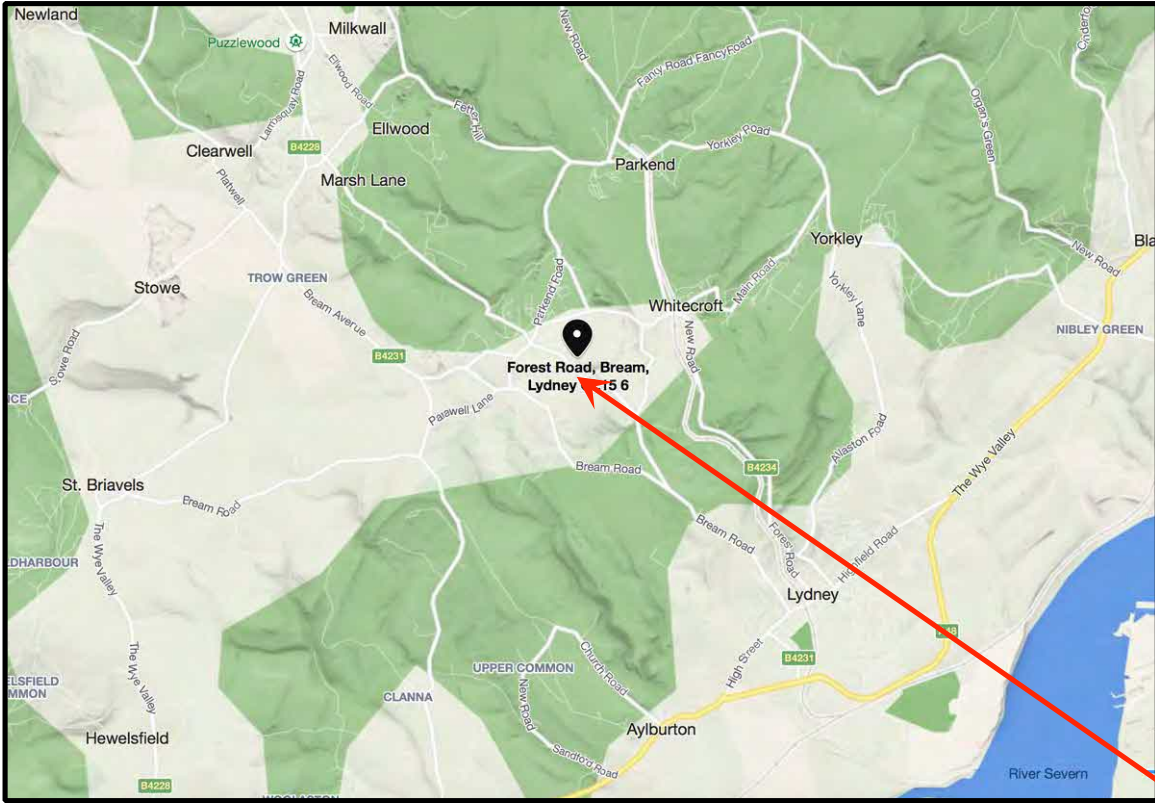 Newland
Milkwall
Puzzlewood
New Road
Fancy Road
Ellwood Road
Lambsquay Road
Fetter Hill
Organ's Green
Ellwood
Clearwell
B4228
Yorkley Road
Parkend
Marsh Lane
Platwell
Yorkley
New Road
Bla
TROW GREEN
Stowe
Parkend Road
Main Road
Yorkley Lane
Bream Avenue
Whitecroft
NIBLEY GREEN
Stowe Road
B4231
New Road
Forest Road, Bream,
Lydney
15 6
Bream Road
B4234
Allaston Road
The Wye Valley
St. Briavels
Bream Road
The Wye Valley
Bream Road
Forest Road
Highfield Road
LDHARBOUR
Lydney
The Wye Valley
High Street
B4231
UPPER COMMON
Church Road
CLANNA
New Road
Aylburton
Hewelsfield
Sandford Road
River Severn
B4228